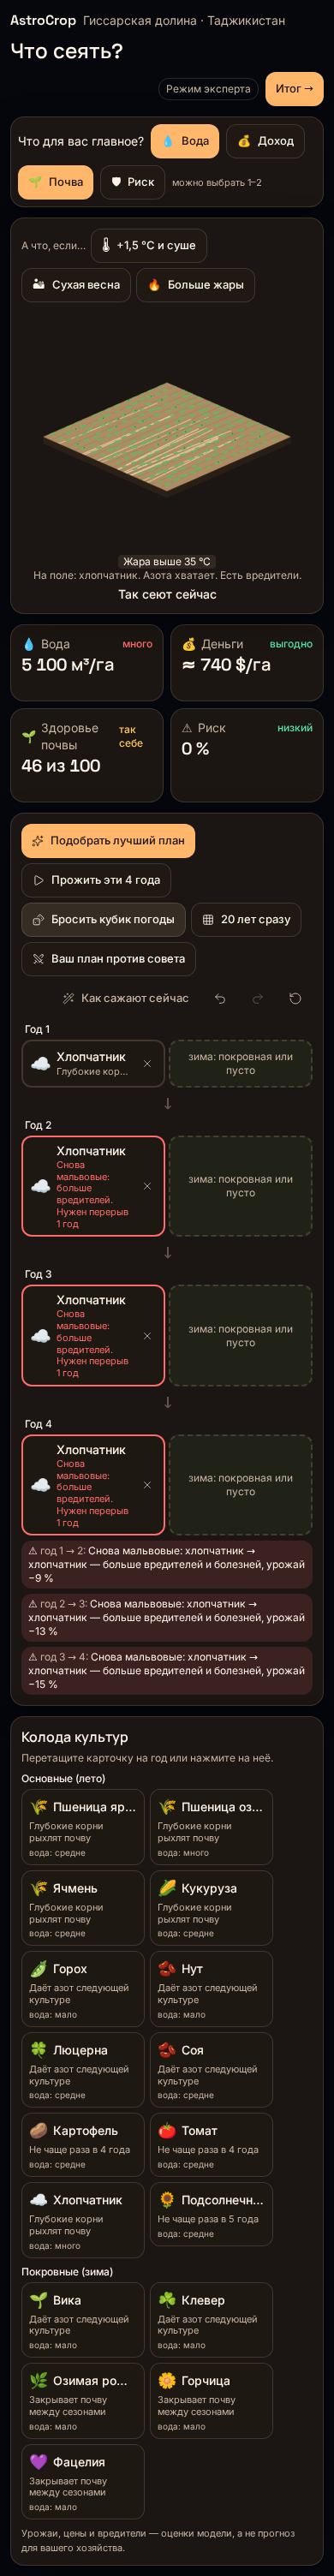 AstroCrop Гиссарская долина · Таджикистан
Что сеять?
Режим эксперта
Итог →
Что для вас главное?
💧 Вода
💰 Доход
🌱 Почва
🛡 Риск
можно выбрать 1–2
А что, если...
🌡 +1,5 °C и суше
🏜 Сухая весна
🔥 Больше жары
Жара выше 35 °C
На поле: хлопчатник. Азота хватает. Есть вредители.
Так сеют сейчас
💧 Вода много
5 100 м³/га
💰 Деньги выгодно
≈ 740 $/га
🌱 Здоровье
почвы
так
себе
46 из 100
⚠ Риск низкий
0 %
Подобрать лучший план
Прожить эти 4 года
Бросить кубик погоды
20 лет сразу
Ваш план против совета
Как сажают сейчас
Год 1
Хлопчатник
Глубокие кор...
зима: покровная или
пусто
↓
Год 2
Хлопчатник
Снова
мальвовые:
больше
вредителей.
Нужен перерыв
1 год
зима: покровная или
пусто
↓
Год 3
Хлопчатник
Снова
мальвовые:
больше
вредителей.
Нужен перерыв
1 год
зима: покровная или
пусто
↓
Год 4
Хлопчатник
Снова
мальвовые:
больше
вредителей.
Нужен перерыв
1 год
зима: покровная или
пусто
⚠ год 1 → 2: Снова мальвовые: хлопчатник →
хлопчатник — больше вредителей и болезней, урожай
−9 %
⚠ год 2 → 3: Снова мальвовые: хлопчатник →
хлопчатник — больше вредителей и болезней, урожай
−13 %
⚠ год 3 → 4: Снова мальвовые: хлопчатник →
хлопчатник — больше вредителей и болезней, урожай
−15 %
Колода культур
Перетащите карточку на год или нажмите на неё.
Основные (лето)
Пшеница яр...
Глубокие корни
рыхлят почву
вода: средне
Пшеница оз...
Глубокие корни
рыхлят почву
вода: много
Ячмень
Глубокие корни
рыхлят почву
вода: средне
Кукуруза
Глубокие корни
рыхлят почву
вода: средне
Горох
Даёт азот следующей
культуре
вода: мало
Нут
Даёт азот следующей
культуре
вода: мало
Люцерна
Даёт азот следующей
культуре
вода: средне
Соя
Даёт азот следующей
культуре
вода: средне
Картофель
Не чаще раза в 4 года
вода: средне
Томат
Не чаще раза в 4 года
вода: средне
Хлопчатник
Глубокие корни
рыхлят почву
вода: много
Подсолнечн...
Не чаще раза в 5 года
вода: средне
Покровные (зима)
Вика
Даёт азот следующей
культуре
вода: мало
Клевер
Даёт азот следующей
культуре
вода: мало
Озимая ро...
Закрывает почву
между сезонами
вода: мало
Горчица
Закрывает почву
между сезонами
вода: мало
Фацелия
Закрывает почву
между сезонами
вода: мало
Урожаи, цены и вредители — оценки модели, а не прогноз
для вашего хозяйства.